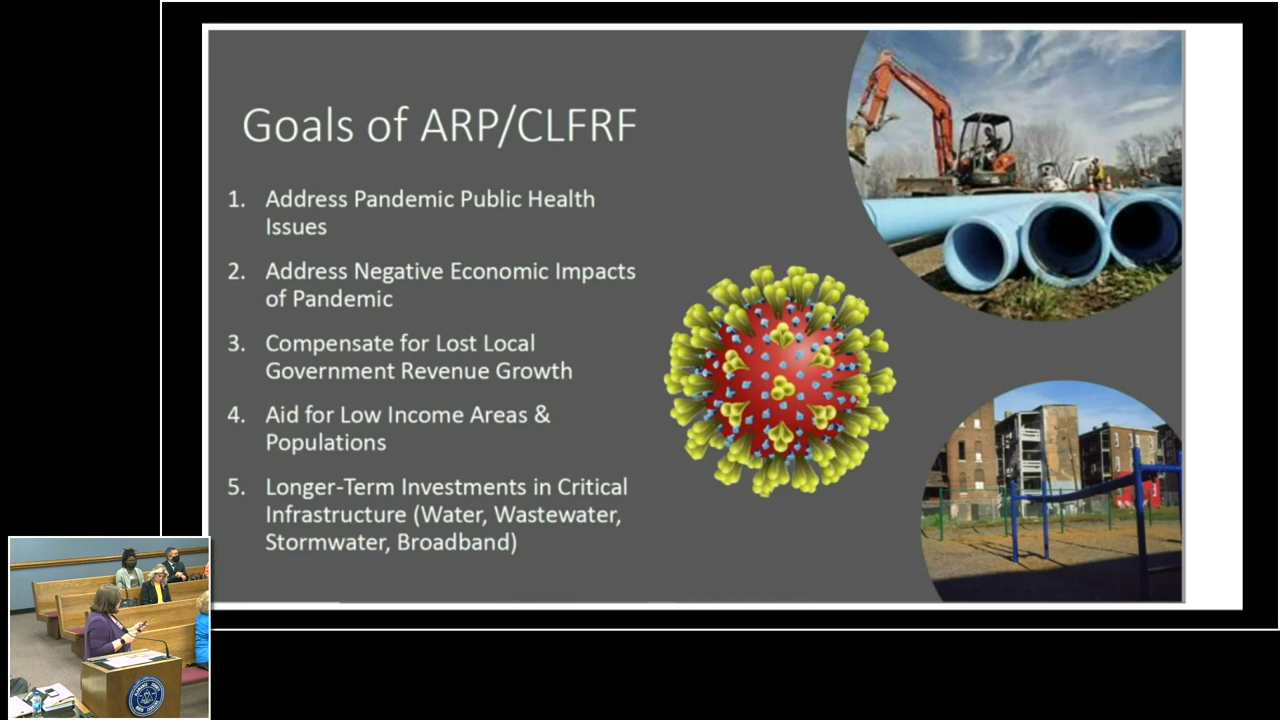 Goals of ARP/CLFRF
1. Address Pandemic Public Health
Issues
2. Address Negative Economic Impacts
of Pandemic
3. Compensate for Lost Local
Government Revenue Growth
4. Aid for Low Income Areas &
Populations
5. Longer-Term Investments in Critical
Infrastructure (Water, Wastewater,
Stormwater, Broadband)